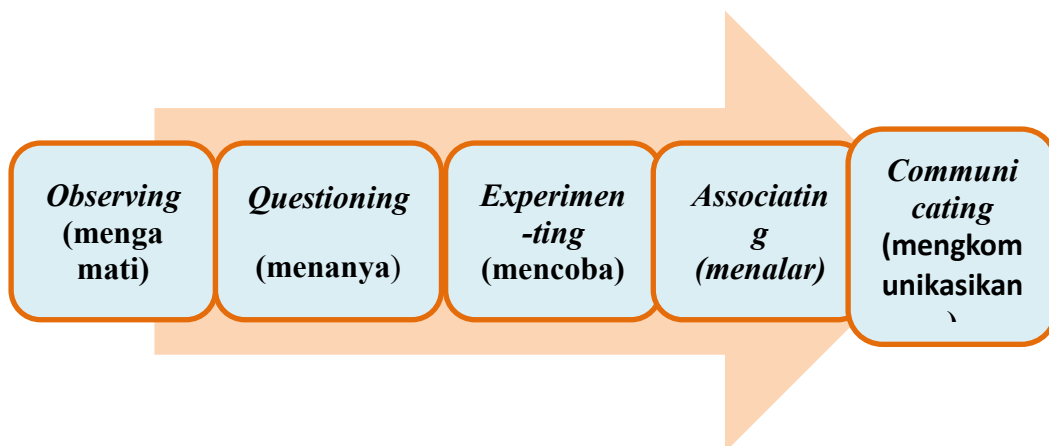 Observing
(menga
mati)
Questioning
(menanya)
Experimen
-ting
(mencoba)
Associatin
g
(menalar)
Communi
cating
(mengkom
unikasikan
)